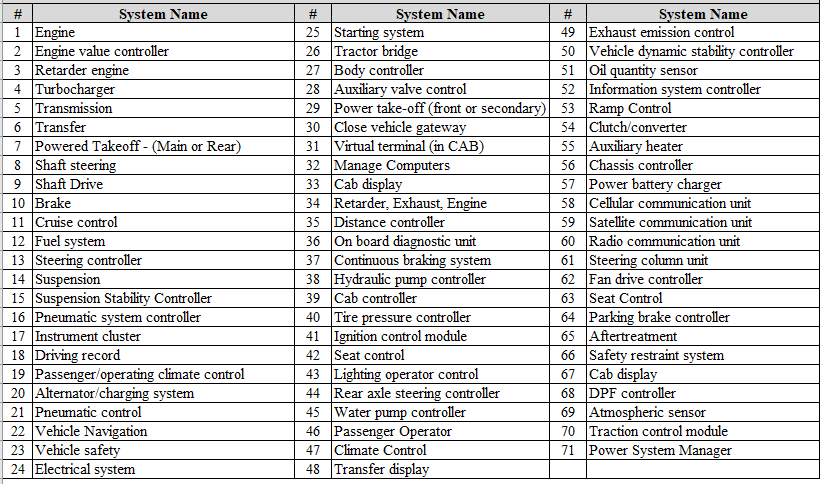 # System Name # System Name # System Name
1 Engine 25 Starting system 49 Exhaust emission control
2 Engine value controller 26 Tractor bridge 50 Vehicle dynamic stability controller
3 Retarder engine 27 Body controller 51 Oil quantity sensor
4 Turbocharger 28 Auxiliary valve control 52 Information system controller
5 Transmission 29 Power take-off (front or secondary) 53 Ramp Control
6 Transfer 30 Close vehicle gateway 54 Clutch/converter
7 Powered Takeoff - (Main or Rear) 31 Virtual terminal (in CAB) 55 Auxiliary heater
8 Shaft steering 32 Manage Computers 56 Chassis controller
9 Shaft Drive 33 Cab display 57 Power battery charger
10 Brake 34 Retarder, Exhaust, Engine 58 Cellular communication unit
11 Cruise control 35 Distance controller 59 Satellite communication unit
12 Fuel system 36 On board diagnostic unit 60 Radio communication unit
13 Steering controller 37 Continuous braking system 61 Steering column unit
14 Suspension 38 Hydraulic pump controller 62 Fan drive controller
15 Suspension Stability Controller 39 Cab controller 63 Seat Control
16 Pneumatic system controller 40 Tire pressure controller 64 Parking brake controller
17 Instrument cluster 41 Ignition control module 65 Aftertreatment
18 Driving record 42 Seat control 66 Safety restraint system
19 Passenger/operating climate control 43 Lighting operator control 67 Cab display
20 Alternator/charging system 44 Rear axle steering controller 68 DPF controller
21 Pneumatic control 45 Water pump controller 69 Atmospheric sensor
22 Vehicle Navigation 46 Passenger Operator 70 Traction control module
23 Vehicle safety 47 Climate Control 71 Power System Manager
24 Electrical system 48 Transfer display